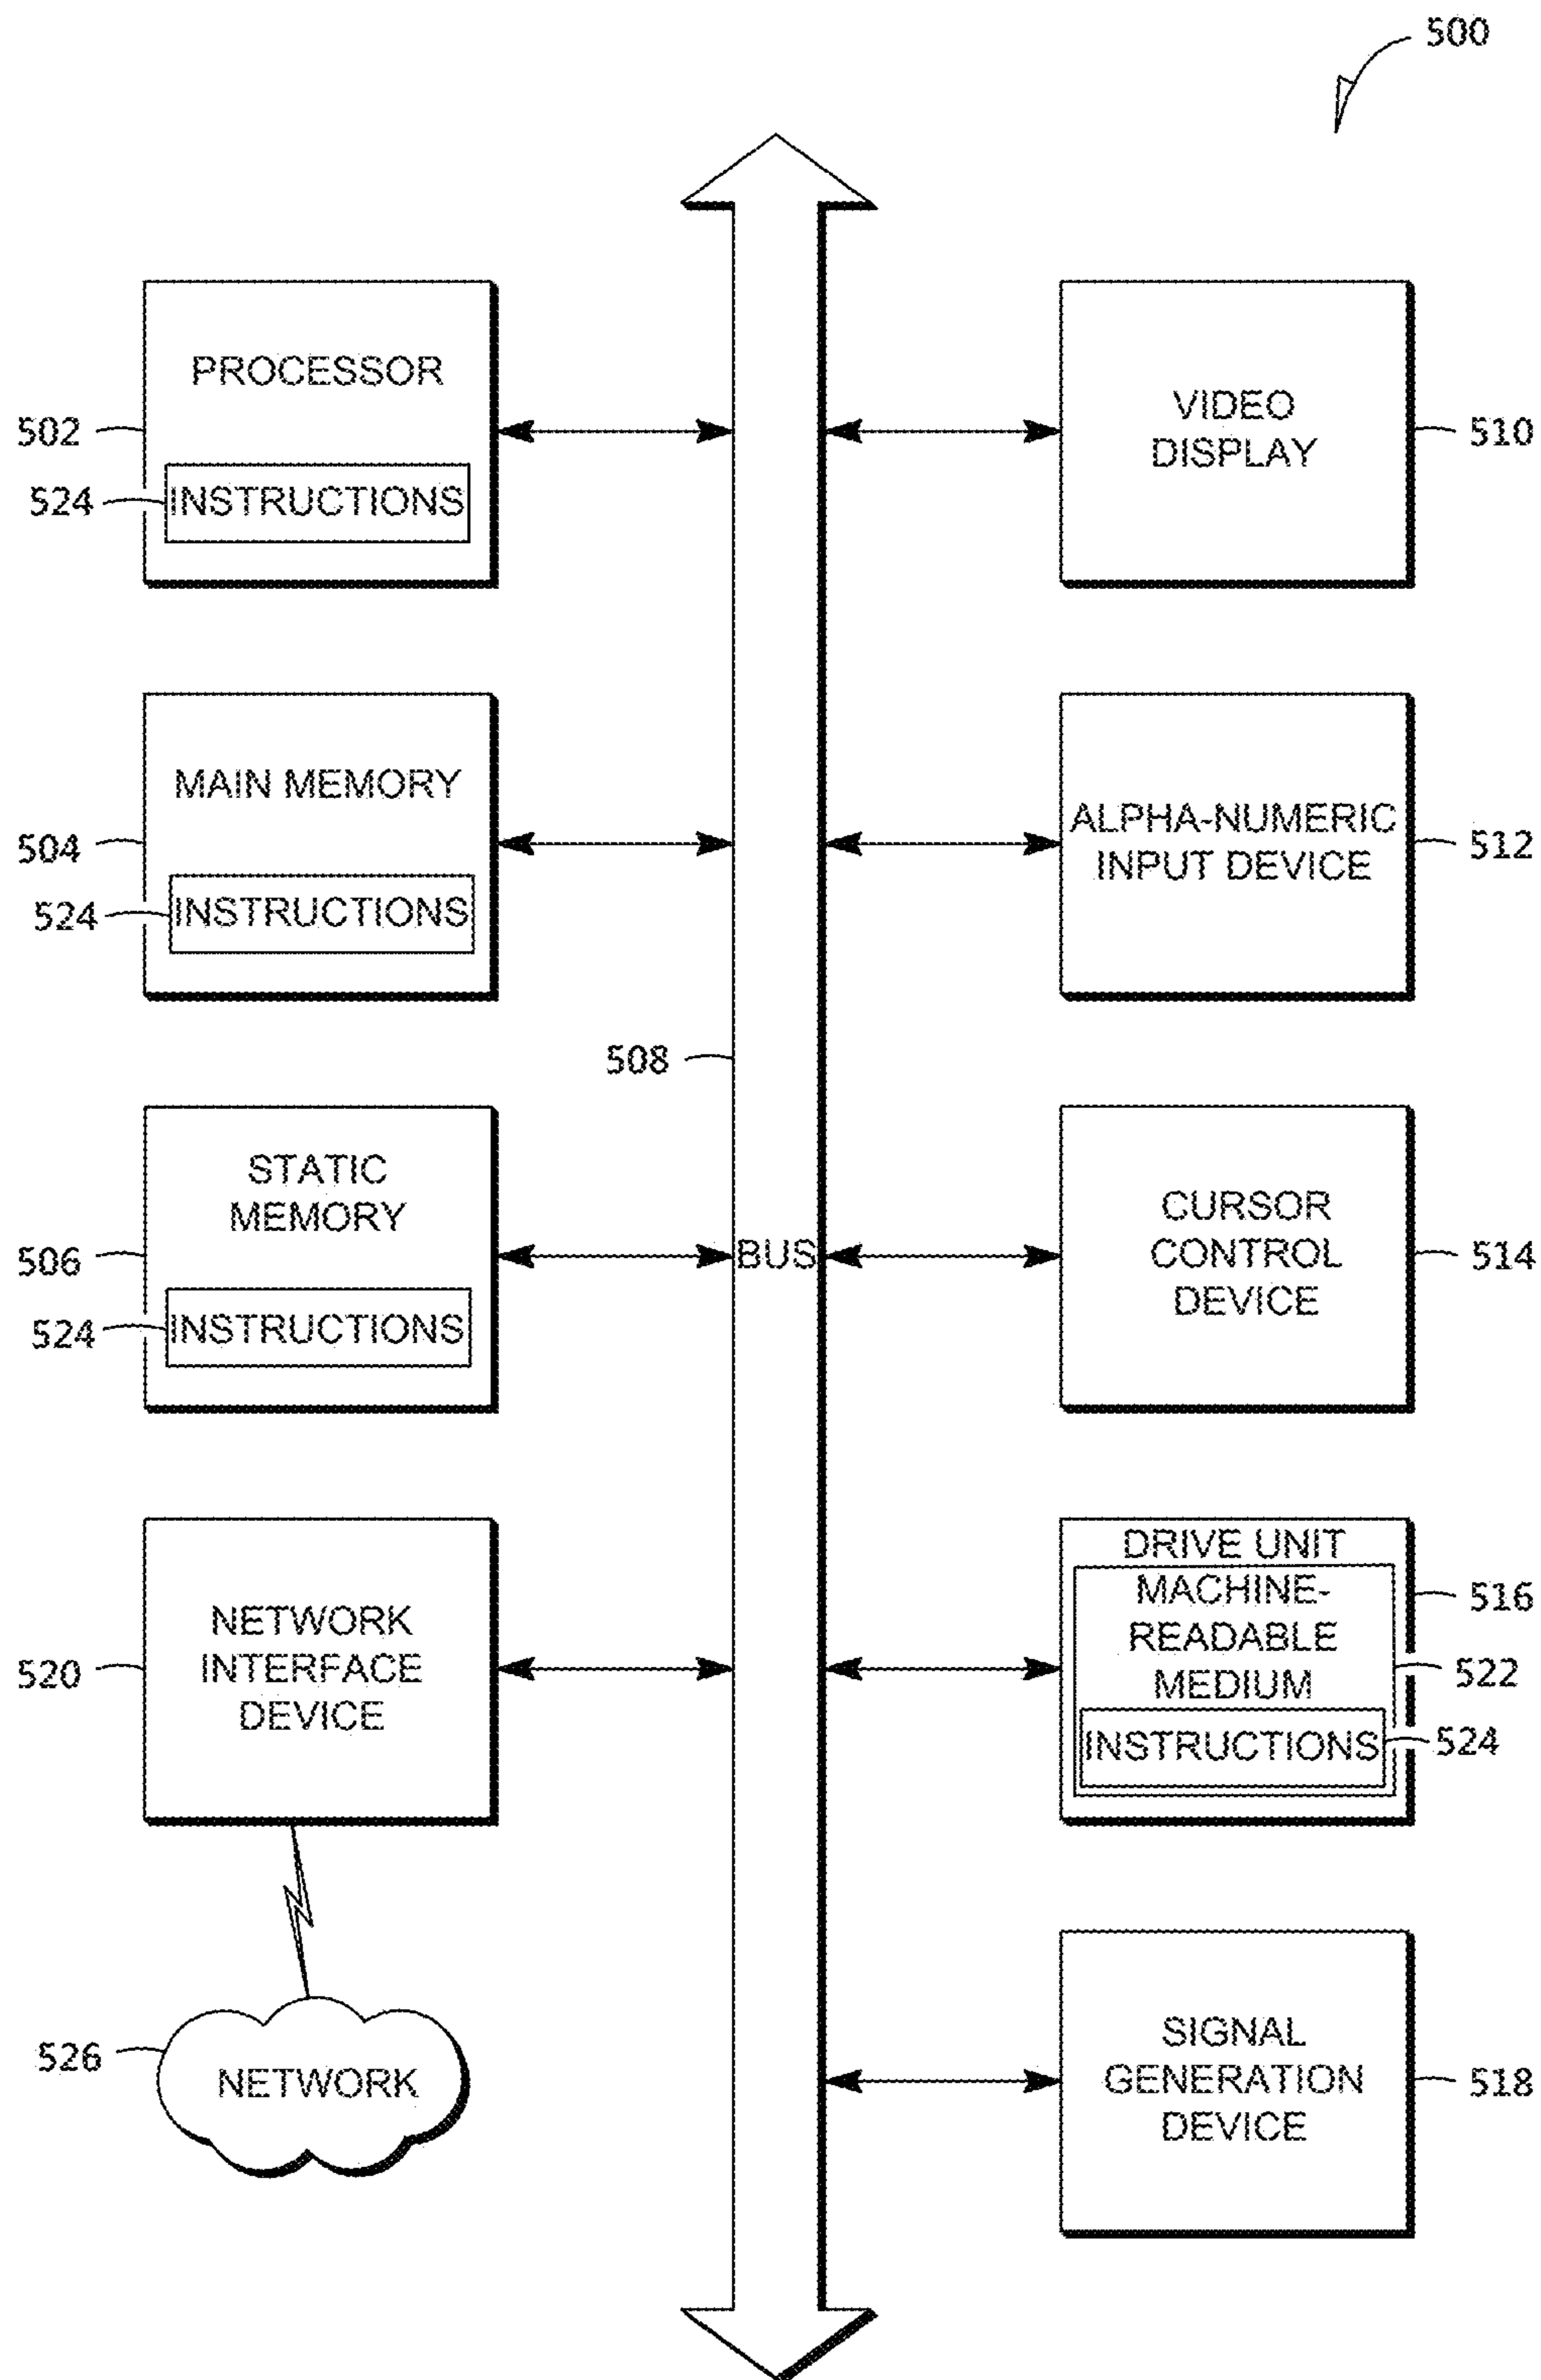 500
PROCESSOR
502
524
INSTRUCTIONS
VIDEO
DISPLAY
510
MAIN MEMORY
504
524
INSTRUCTIONS
ALPHA-NUMERIC
INPUT DEVICE
512
508
STATIC
MEMORY
506
524
INSTRUCTIONS
BUS
CURSOR
CONTROL
DEVICE
514
NETWORK
INTERFACE
DEVICE
520
DRIVE UNIT
MACHINE-
READABLE
MEDIUM
INSTRUCTIONS
516
522
524
526
NETWORK
SIGNAL
GENERATION
DEVICE
518